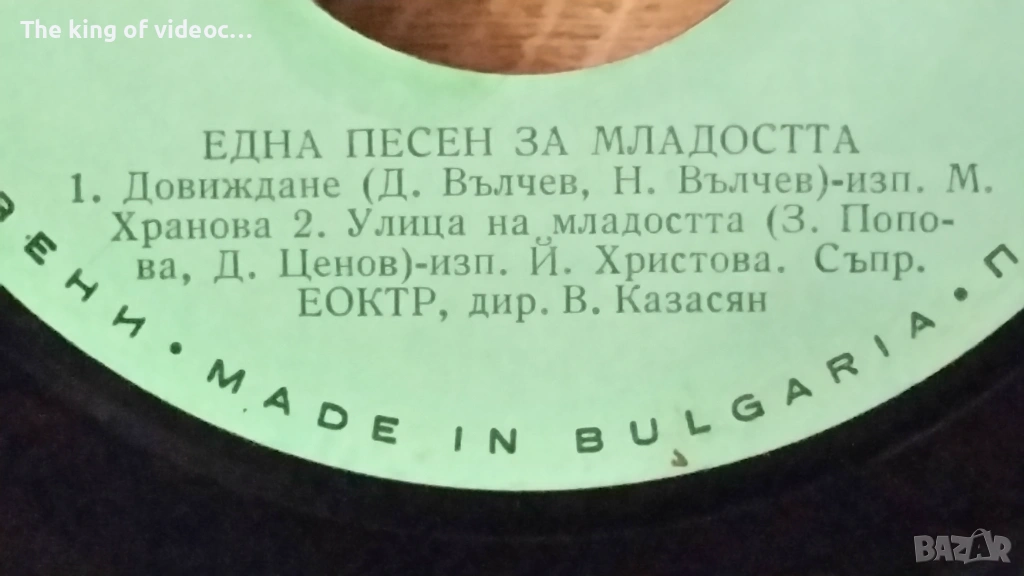 The king of videoc...
ЕДНА ПЕСЕН ЗА МЛАДОСТТА
1. Довиждане (Д. Вълчев, Н. Вълчев)-изп. М.
Хранова 2. Улица на младостта (З. Попо-
ва, Д. Ценов)-изп. Й. Христова. Съпр.
ЕОКТР, дир. В. Казасян
• MADE IN BULGARIA •
BAZAR